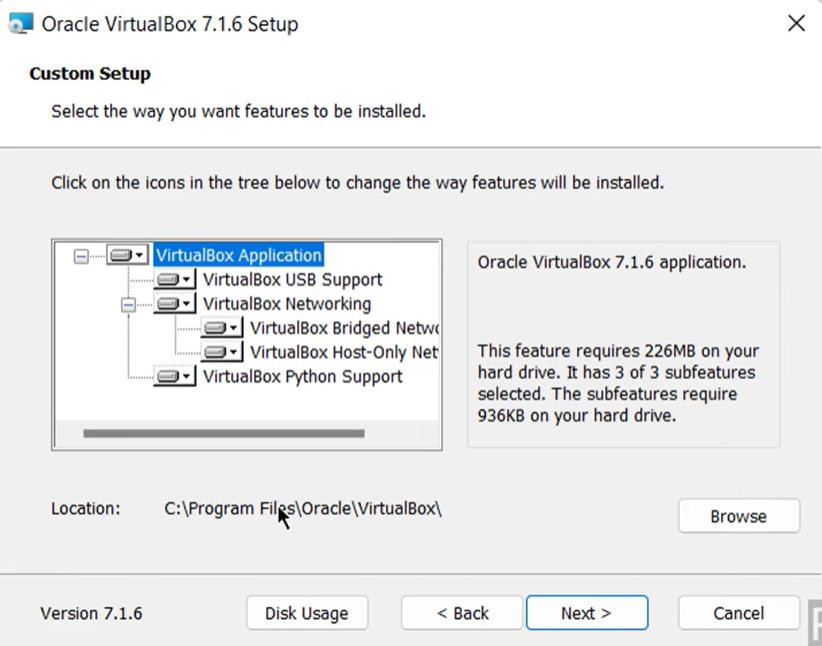 Oracle VirtualBox 7.1.6 Setup
Custom Setup
Select the way you want features to be installed.
Click on the icons in the tree below to change the way features will be installed.
VirtualBox Application
VirtualBox USB Support
VirtualBox Networking
VirtualBox Bridged Netwo
VirtualBox Host-Only Net
VirtualBox Python Support
Oracle VirtualBox 7.1.6 application.
This feature requires 226MB on your
hard drive. It has 3 of 3 subfeatures
selected. The subfeatures require
936KB on your hard drive.
Location: C:\Program Files\Oracle\VirtualBox\
Browse
Version 7.1.6
Disk Usage
< Back
Next >
Cancel